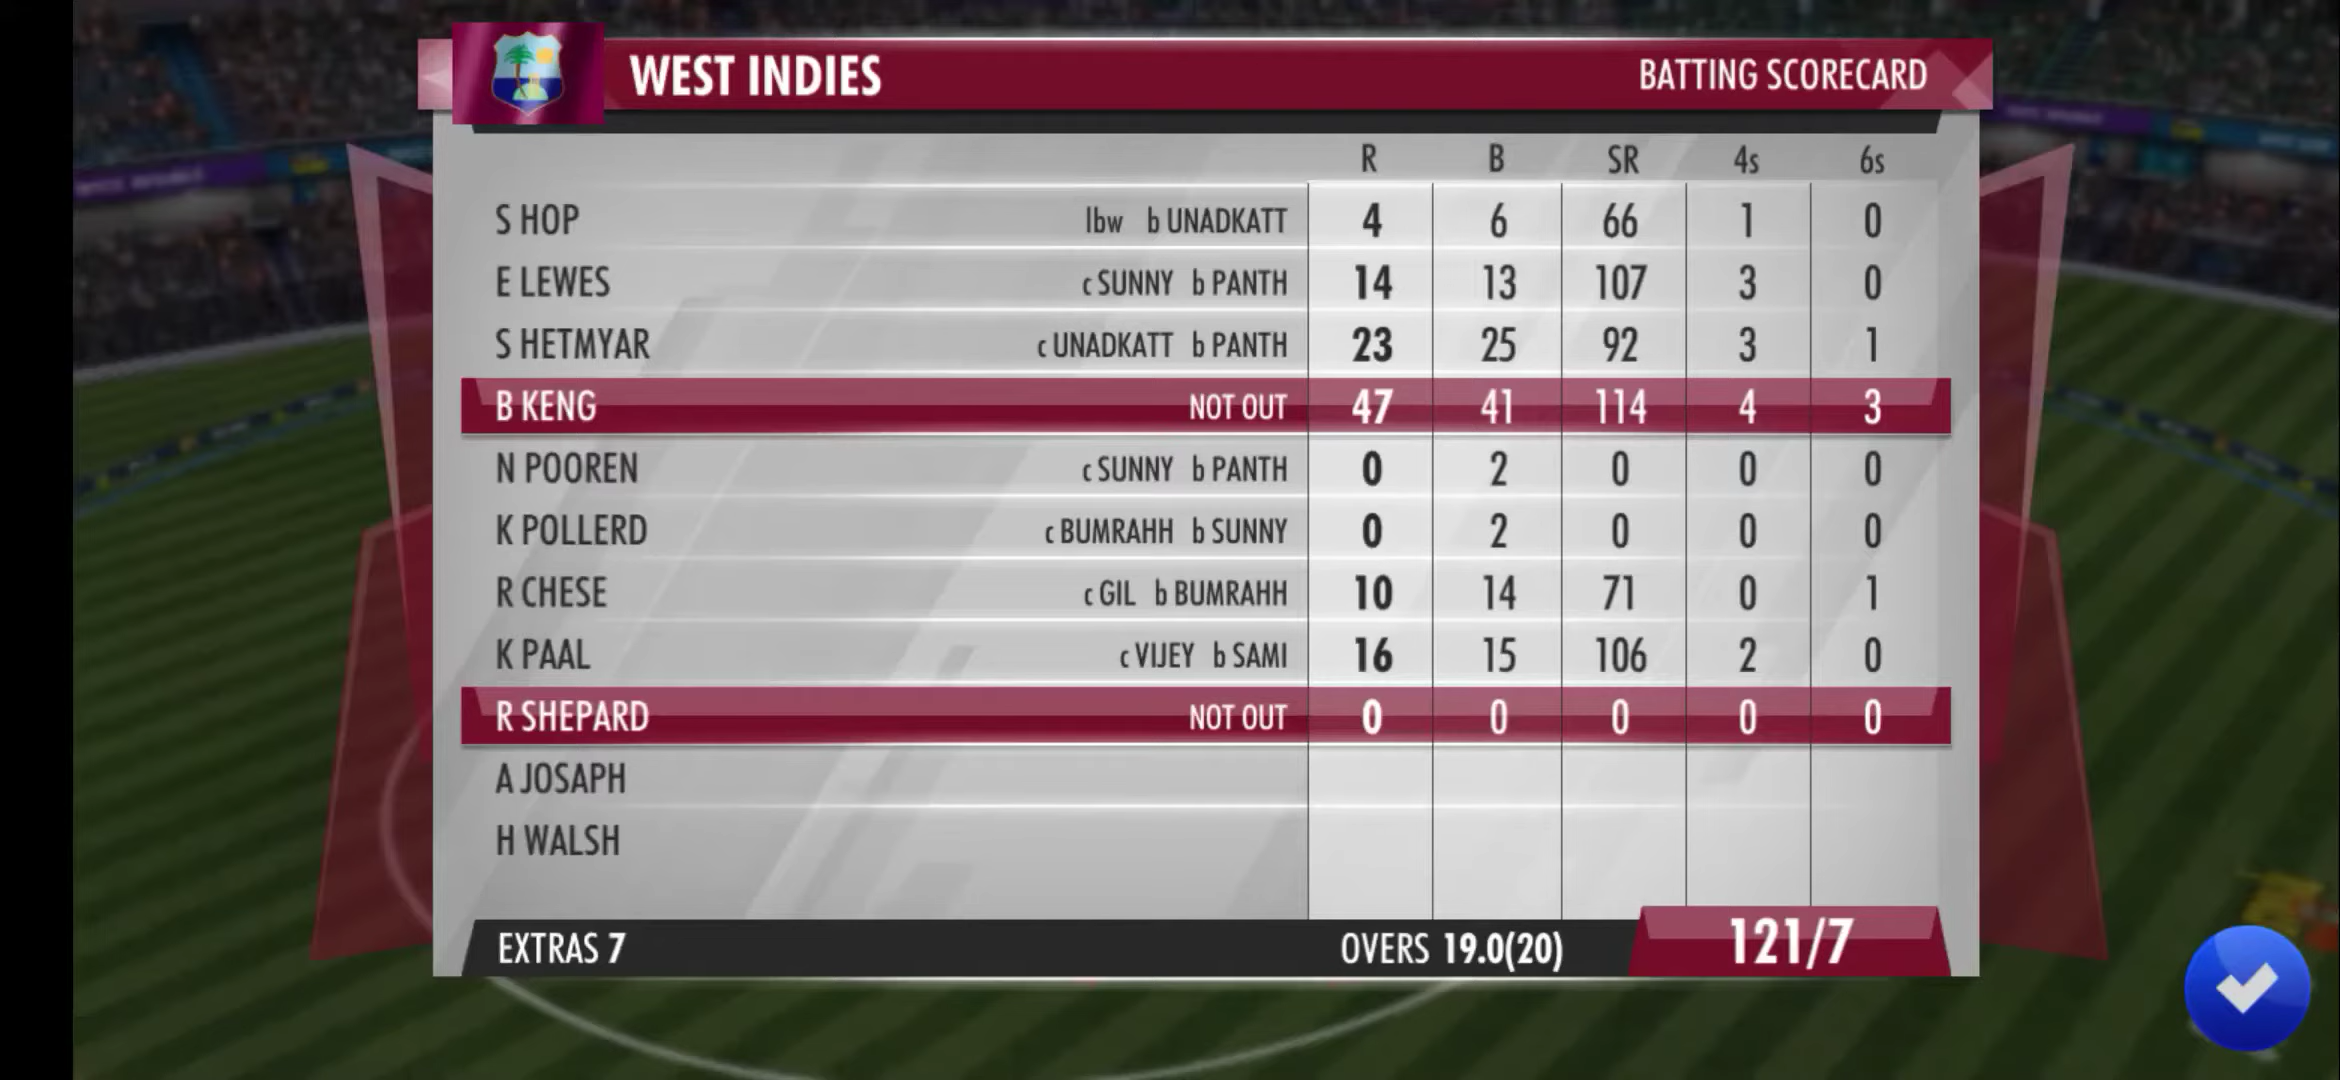 WEST INDIES BATTING SCORECARD
R B SR 4s 6s
S HOP lbw b UNADKATT 4 6 66 1 0
E LEWES c SUNNY b PANTH 14 13 107 3 0
S HETMYAR c UNADKATT b PANTH 23 25 92 3 1
B KENG NOT OUT 47 41 114 4 3
N POOREN c SUNNY b PANTH 0 2 0 0 0
K POLLERD c BUMRAHH b SUNNY 0 2 0 0 0
R CHESE c GIL b BUMRAHH 10 14 71 0 1
K PAAL c VIJEY b SAMI 16 15 106 2 0
R SHEPARD NOT OUT 0 0 0 0 0
A JOSAPH
H WALSH
EXTRAS 7 OVERS 19.0(20) 121/7